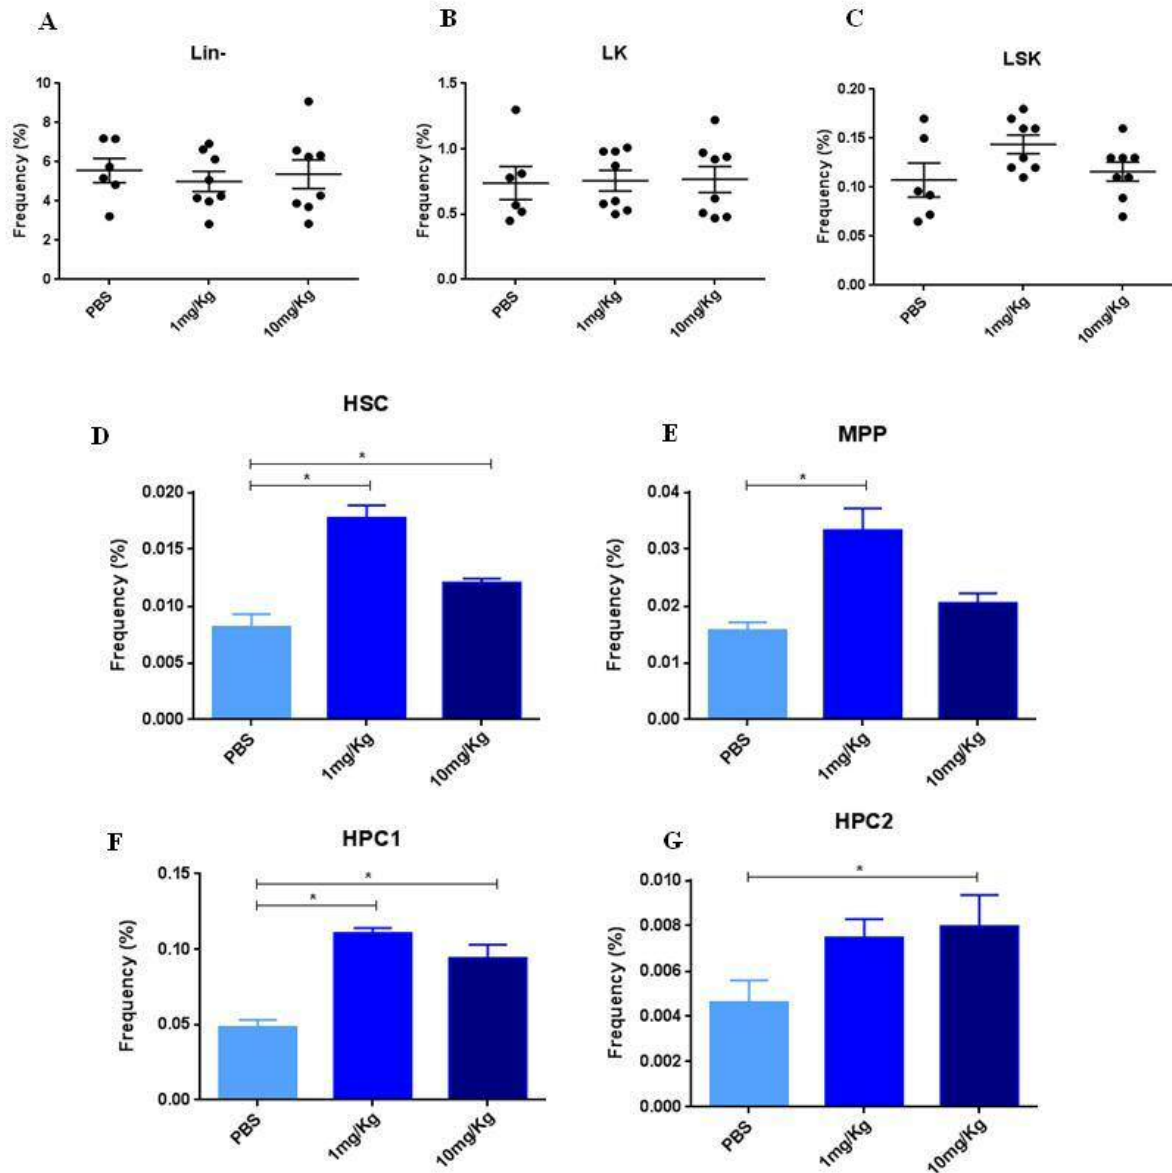 A
Lin-
Frequency (%)
10
8
6
4
2
0
PBS
1mg/Kg
10mg/Kg
B
LK
Frequency (%)
1.5
1.0
0.5
0.0
PBS
1mg/Kg
10mg/Kg
C
LSK
Frequency (%)
0.20
0.15
0.10
0.05
0.00
PBS
1mg/Kg
10mg/Kg
D
HSC
*
*
Frequency (%)
0.020
0.015
0.010
0.005
0.000
PBS
1mg/Kg
10mg/Kg
E
MPP
*
Frequency (%)
0.04
0.03
0.02
0.01
0.00
PBS
1mg/Kg
10mg/Kg
F
HPC1
*
*
Frequency (%)
0.15
0.10
0.05
0.00
PBS
1mg/Kg
10mg/Kg
G
HPC2
*
Frequency (%)
0.010
0.008
0.006
0.004
0.002
0.000
PBS
1mg/Kg
10mg/Kg